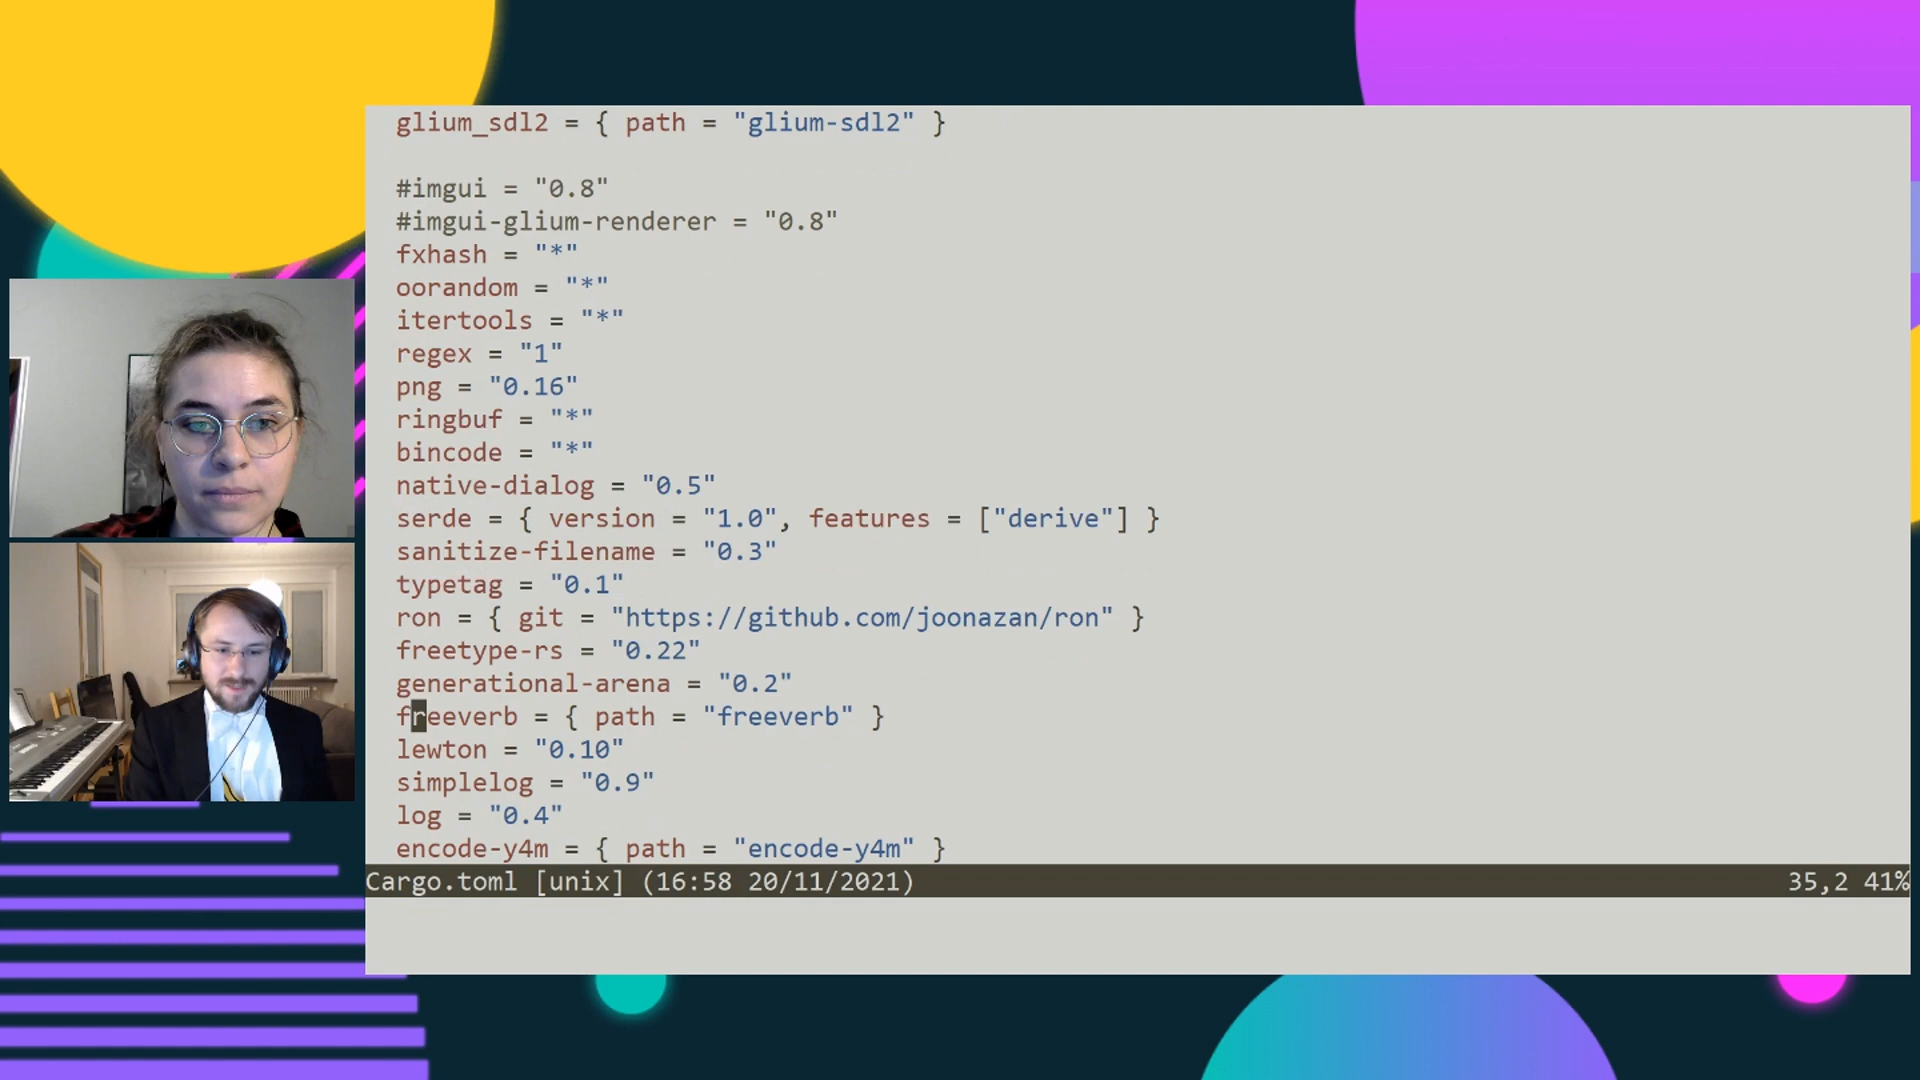 glium_sdl2 = { path = "glium-sdl2" }
#imgui = "0.8"
#imgui-glium-renderer = "0.8"
fxhash = "*"
oorandom = "*"
itertools = "*"
regex = "1"
png = "0.16"
ringbuf = "*"
bincode = "*"
native-dialog = "0.5"
serde = { version = "1.0", features = ["derive"] }
sanitize-filename = "0.3"
typetag = "0.1"
ron = { git = "https://github.com/joonazan/ron" }
freetype-rs = "0.22"
generational-arena = "0.2"
freeverb = { path = "freeverb" }
lewton = "0.10"
simplelog = "0.9"
log = "0.4"
encode-y4m = { path = "encode-y4m" }
Cargo.toml [unix] (16:58 20/11/2021) 35,2 41%